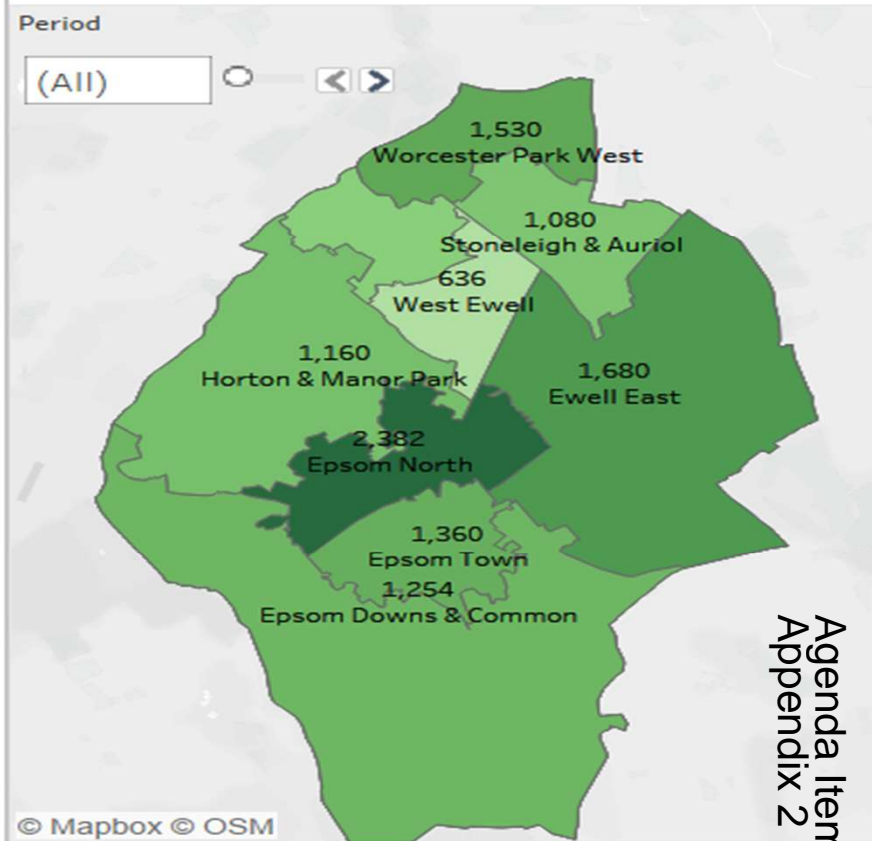 Period
(All)
1,530
Worcester Park West
1,080
Stoneleigh & Auriol
636
West Ewell
1,160
Horton & Manor Park
1,680
Ewell East
2,382
Epsom North
1,360
Epsom Town
1,254
Epsom Downs & Common
Agenda Item
Appendix 2
© Mapbox © OSM